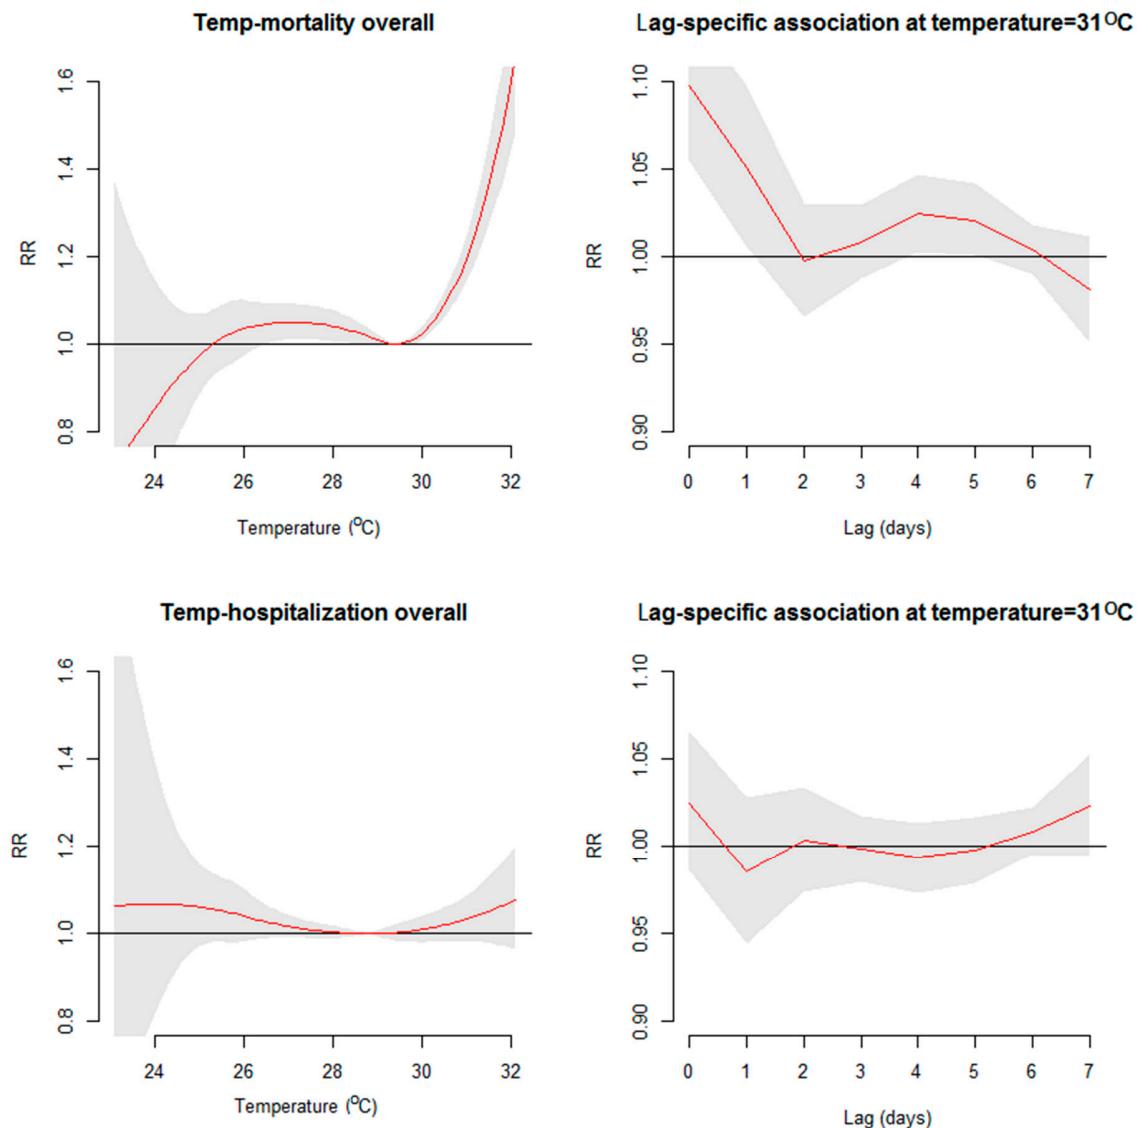 Temp-mortality overall
RR
0.8 1.0 1.2 1.4 1.6
24 26 28 30 32
Temperature (°C)
Lag-specific association at temperature=31°C
RR
0.90 0.95 1.00 1.05 1.10
0 1 2 3 4 5 6 7
Lag (days)
Temp-hospitalization overall
RR
0.8 1.0 1.2 1.4 1.6
24 26 28 30 32
Temperature (°C)
Lag-specific association at temperature=31°C
RR
0.90 0.95 1.00 1.05 1.10
0 1 2 3 4 5 6 7
Lag (days)